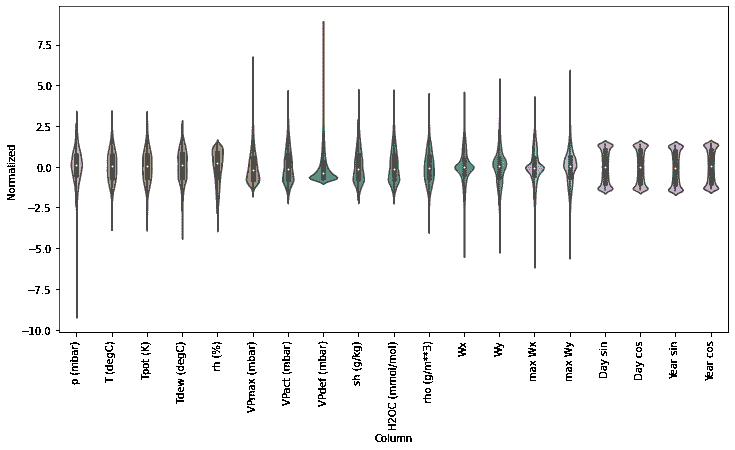 7.5
5.0
2.5
0.0
−2.5
−5.0
−7.5
−10.0
Normalized
p (mbar)
T (degC)
Tpot (K)
Tdew (degC)
rh (%)
VPmax (mbar)
VPact (mbar)
VPdef (mbar)
sh (g/kg)
H2OC (mmol/mol)
rho (g/m**3)
Wx
Wy
max Wx
max Wy
Day sin
Day cos
Year sin
Year cos
Column